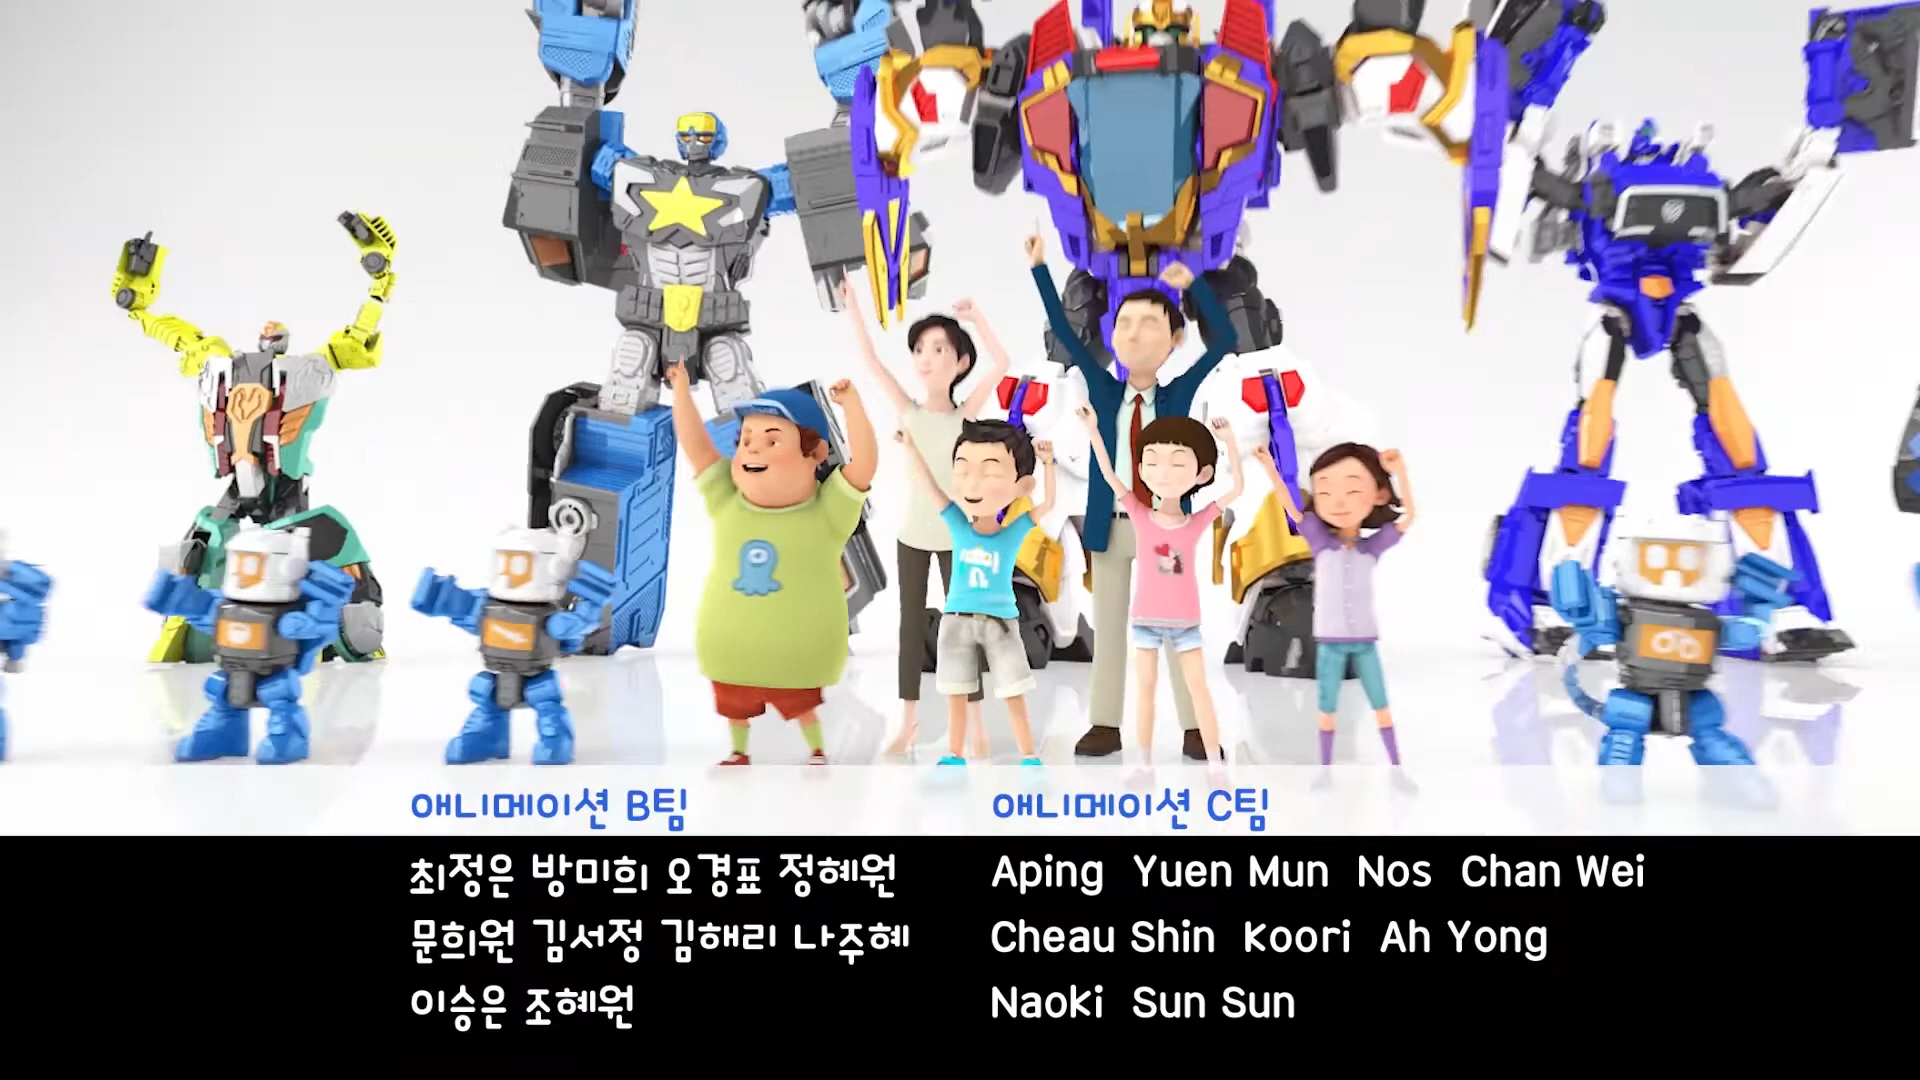 애니메이션 B팀
최정은 방미희 오경표 정혜원
문희원 김서정 김해리 나주혜
이승은 조혜원
애니메이션 C팀
Aping Yuen Mun Nos Chan Wei
Cheau Shin Koori Ah Yong
Naoki Sun Sun